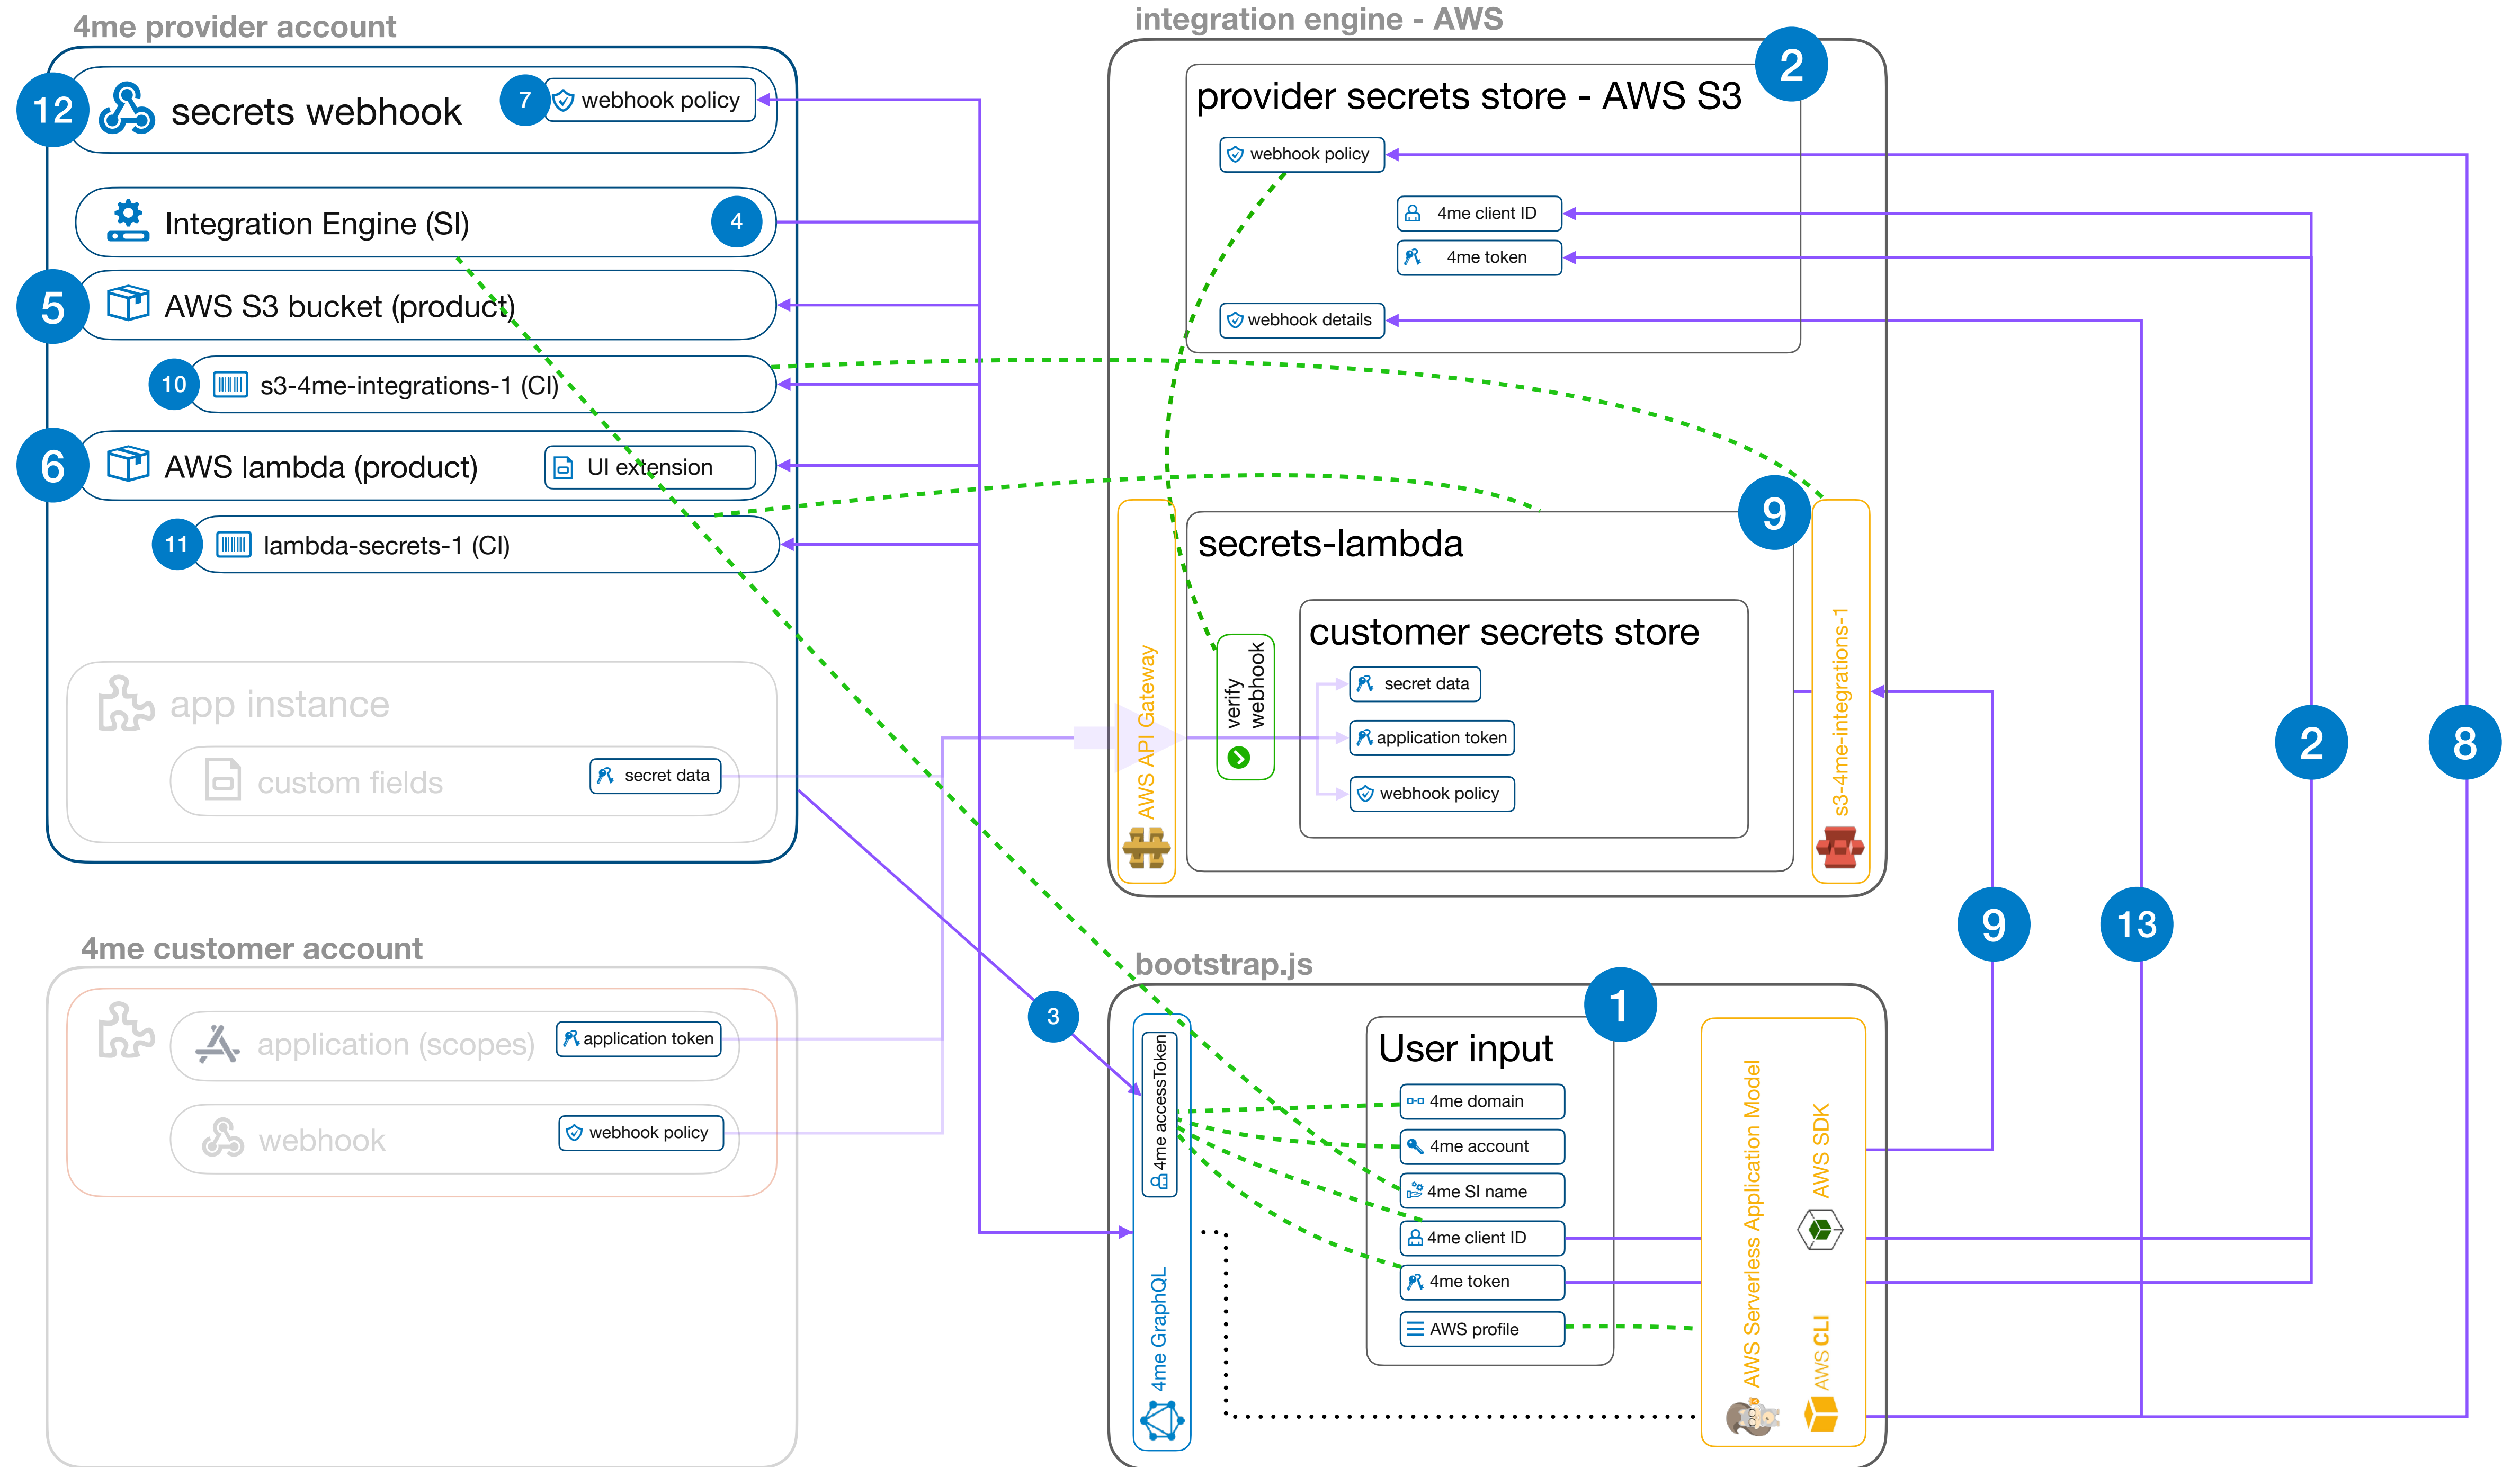 4me provider account
12
secrets webhook
7
webhook policy
Integration Engine (SI)
4
5
AWS S3 bucket (product)
10
s3-4me-integrations-1 (CI)
6
AWS lambda (product)
UI extension
11
lambda-secrets-1 (CI)
app instance
custom fields
secret data
4me customer account
application (scopes)
application token
webhook
webhook policy
3
integration engine - AWS
2
provider secrets store - AWS S3
webhook policy
4me client ID
4me token
webhook details
9
secrets-lambda
AWS API Gateway
verify
webhook
customer secrets store
secret data
application token
webhook policy
s3-4me-integrations-1
bootstrap.js
1
4me accessToken
4me GraphQL
User input
4me domain
4me account
4me SI name
4me client ID
4me token
AWS profile
AWS Serverless Application Model
AWS SDK
AWS CLI
9
13
2
8